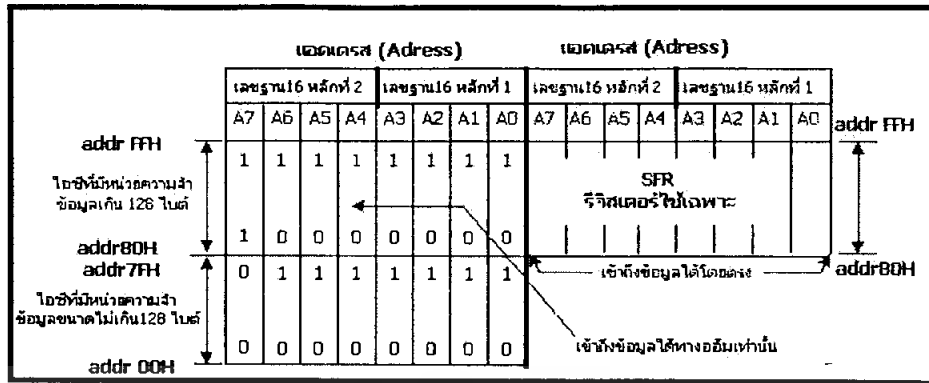 แอดเดรส (Adress) แอดเดรส (Adress)
เลขฐาน16 หลักที่ 2 เลขฐาน16 หลักที่ 1 เลขฐาน16 หลักที่ 2 เลขฐาน16 หลักที่ 1
A7 A6 A5 A4 A3 A2 A1 A0 A7 A6 A5 A4 A3 A2 A1 A0
addr FFH addr FFH
1 1 1 1 1 1 1 1
ไอซีที่มีหน่วยความจำ
ข้อมูลเกิน 128 ไบต์
SFR
รีจิสเตอร์ใช้เฉพาะ
1 0 0 0 0 0 0 0
addr80H
addr7FH
0 1 1 1 1 1 1 1
เข้าถึงข้อมูลได้โดยตรง
addr80H
ไอซีที่มีหน่วยความจำ
ข้อมูลขนาดไม่เกิน128 ไบต์
เข้าถึงข้อมูลได้ทางอ้อมเท่านั้น
0 0 0 0 0 0 0 0
addr 00H